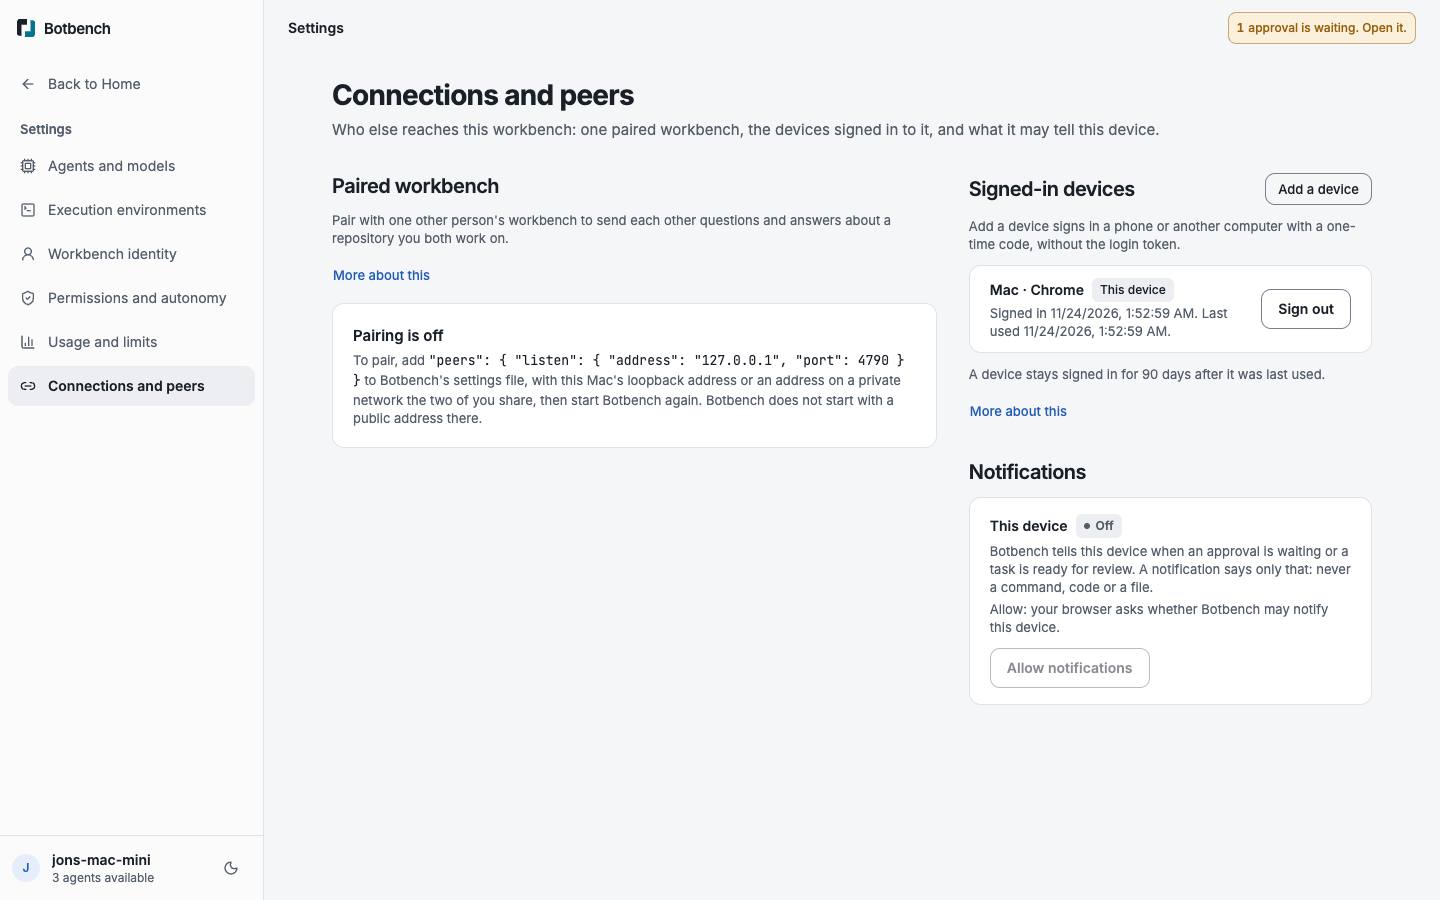 Botbench
Back to Home
Settings
Agents and models
Execution environments
Workbench identity
Permissions and autonomy
Usage and limits
Connections and peers
J
jons-mac-mini
3 agents available
Settings
1 approval is waiting. Open it.
Connections and peers
Who else reaches this workbench: one paired workbench, the devices signed in to it, and what it may tell this device.
Paired workbench
Pair with one other person's workbench to send each other questions and answers about a
repository you both work on.
More about this
Pairing is off
To pair, add "peers": { "listen": { "address": "127.0.0.1", "port": 4790 }
} to Botbench's settings file, with this Mac's loopback address or an address on a private
network the two of you share, then start Botbench again. Botbench does not start with a
public address there.
Signed-in devices
Add a device
Add a device signs in a phone or another computer with a one-
time code, without the login token.
Mac · Chrome
This device
Signed in 11/24/2026, 1:52:59 AM. Last
used 11/24/2026, 1:52:59 AM.
Sign out
A device stays signed in for 90 days after it was last used.
More about this
Notifications
This device
Off
Botbench tells this device when an approval is waiting or a
task is ready for review. A notification says only that: never
a command, code or a file.
Allow: your browser asks whether Botbench may notify
this device.
Allow notifications